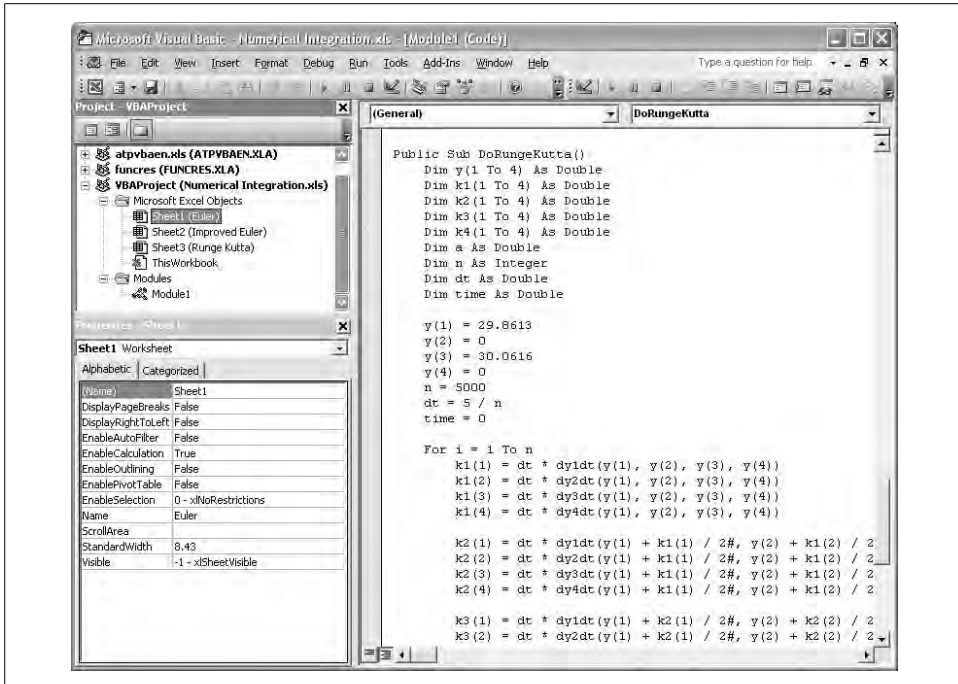 Microsoft Visual Basic - Numerical Integration.xls - [Module1 (Code)]
File Edit View Insert Format Debug Run Tools Add-Ins Window Help
Type a question for help
Project - VBAProject
atpvbaen.xls (ATPVBAEN.XLA)
funcres (FUNCRES.XLA)
VBAProject (Numerical Integration.xls)
Microsoft Excel Objects
Sheet1 (Euler)
Sheet2 (Improved Euler)
Sheet3 (Runge Kutta)
ThisWorkbook
Modules
Module1
Properties - Sheet1
Sheet1 Worksheet
Alphabetic Categorized
(Name) Sheet1
DisplayPageBreaks False
DisplayRightToLeft False
EnableAutoFilter False
EnableCalculation True
EnableOutlining False
EnablePivotTable False
EnableSelection 0 - xlNoRestrictions
Name Euler
ScrollArea
StandardWidth 8.43
Visible -1 - xlSheetVisible
(General) DoRungeKutta
Public Sub DoRungeKutta()
Dim y(1 To 4) As Double
Dim k1(1 To 4) As Double
Dim k2(1 To 4) As Double
Dim k3(1 To 4) As Double
Dim k4(1 To 4) As Double
Dim a As Double
Dim n As Integer
Dim dt As Double
Dim time As Double
y(1) = 29.8613
y(2) = 0
y(3) = 30.0616
y(4) = 0
n = 5000
dt = 5 / n
time = 0
For i = 1 To n
k1(1) = dt * dy1dt(y(1), y(2), y(3), y(4))
k1(2) = dt * dy2dt(y(1), y(2), y(3), y(4))
k1(3) = dt * dy3dt(y(1), y(2), y(3), y(4))
k1(4) = dt * dy4dt(y(1), y(2), y(3), y(4))
k2(1) = dt * dy1dt(y(1) + k1(1) / 2#, y(2) + k1(2) / 2
k2(2) = dt * dy2dt(y(1) + k1(1) / 2#, y(2) + k1(2) / 2
k2(3) = dt * dy3dt(y(1) + k1(1) / 2#, y(2) + k1(2) / 2
k2(4) = dt * dy4dt(y(1) + k1(1) / 2#, y(2) + k1(2) / 2
k3(1) = dt * dy1dt(y(1) + k2(1) / 2#, y(2) + k2(2) / 2
k3(2) = dt * dy2dt(y(1) + k2(1) / 2#, y(2) + k2(2) / 2